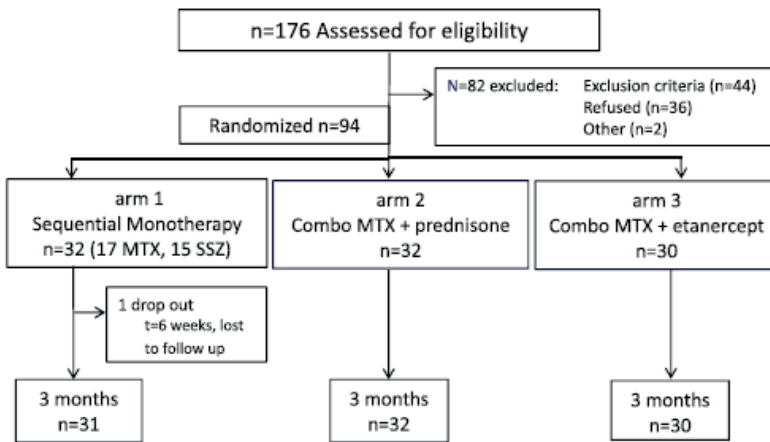 n=176 Assessed for eligibility
N=82 excluded: Exclusion criteria (n=44)
Refused (n=36)
Other (n=2)
Randomized n=94
arm 1
Sequential Monotherapy
n=32 (17 MTX, 15 SSZ)
arm 2
Combo MTX + prednisone
n=32
arm 3
Combo MTX + etanercept
n=30
1 drop out
t=6 weeks, lost
to follow up
3 months
n=31
3 months
n=32
3 months
n=30